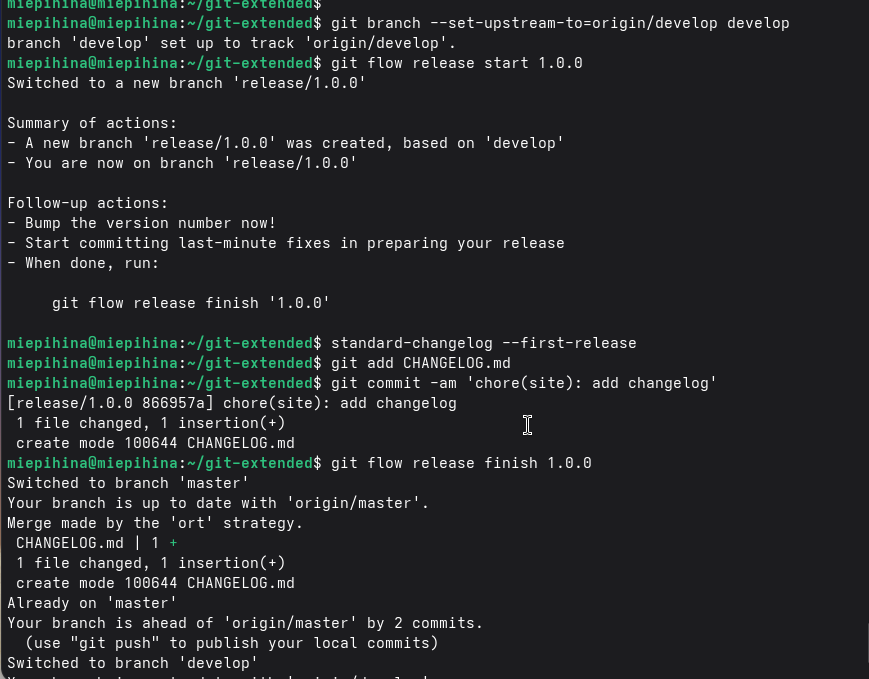 miepihina@miepihina:~/git-extended$
miepihina@miepihina:~/git-extended$ git branch --set-upstream-to=origin/develop develop
branch 'develop' set up to track 'origin/develop'.
miepihina@miepihina:~/git-extended$ git flow release start 1.0.0
Switched to a new branch 'release/1.0.0'
Summary of actions:
- A new branch 'release/1.0.0' was created, based on 'develop'
- You are now on branch 'release/1.0.0'
Follow-up actions:
- Bump the version number now!
- Start committing last-minute fixes in preparing your release
- When done, run:
git flow release finish '1.0.0'
miepihina@miepihina:~/git-extended$ standard-changelog --first-release
miepihina@miepihina:~/git-extended$ git add CHANGELOG.md
miepihina@miepihina:~/git-extended$ git commit -am 'chore(site): add changelog'
[release/1.0.0 866957a] chore(site): add changelog
1 file changed, 1 insertion(+)
create mode 100644 CHANGELOG.md
miepihina@miepihina:~/git-extended$ git flow release finish 1.0.0
Switched to branch 'master'
Your branch is up to date with 'origin/master'.
Merge made by the 'ort' strategy.
CHANGELOG.md | 1 +
1 file changed, 1 insertion(+)
create mode 100644 CHANGELOG.md
Already on 'master'
Your branch is ahead of 'origin/master' by 2 commits.
(use "git push" to publish your local commits)
Switched to branch 'develop'